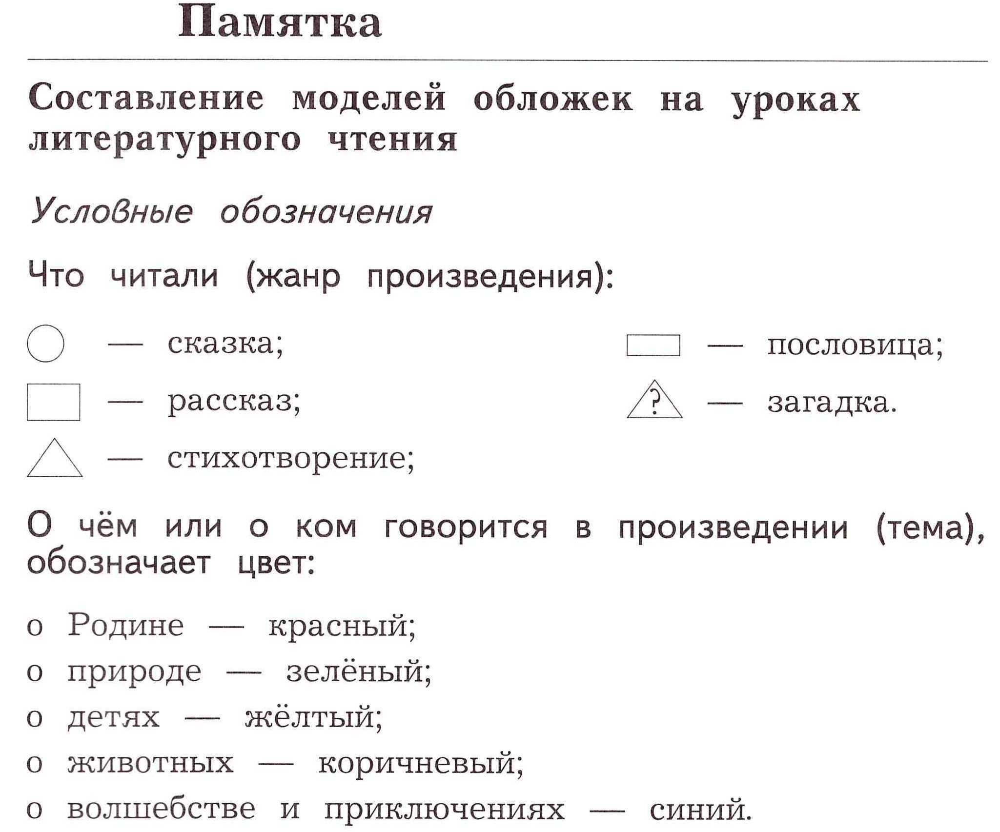 Памятка
Составление моделей обложек на уроках
литературного чтения
Условные обозначения
Что читали (жанр произведения):
— сказка;
— пословица;
— рассказ;
? — загадка.
— стихотворение;
О чём или о ком говорится в произведении (тема),
обозначает цвет:
о Родине — красный;
о природе — зелёный;
о детях — жёлтый;
о животных — коричневый;
о волшебстве и приключениях — синий.